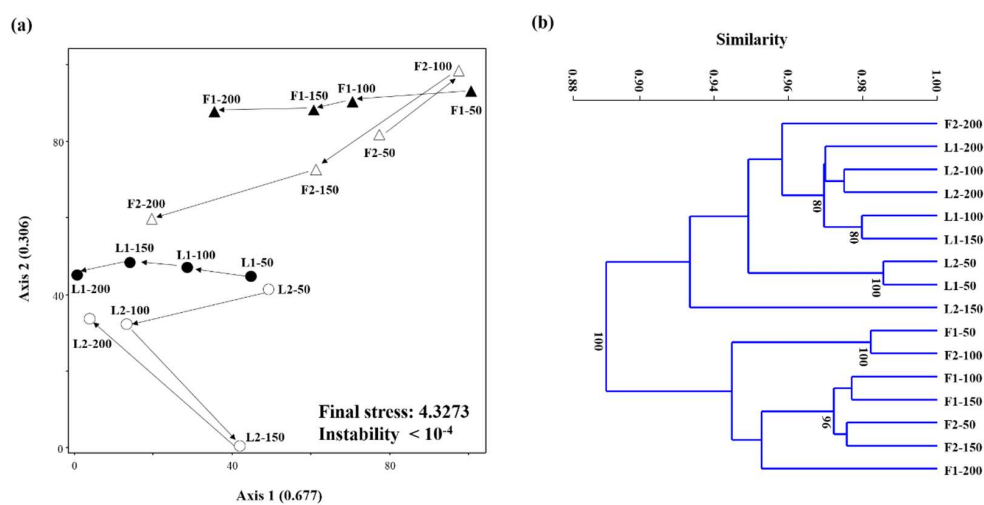 (a)
F2-100
F1-200
F1-150
F1-100
F1-50
F2-50
F2-150
F2-200
L1-150
L1-100
L1-50
L1-200
L2-50
L2-100
L2-200
L2-150
Final stress: 4.3273
Instability < 10-4
80
40
0
0
40
80
Axis 2 (0.306)
Axis 1 (0.677)
(b)
Similarity
0.88
0.90
0.94
0.96
0.98
1.00
F2-200
L1-200
L2-100
L2-200
L1-100
L1-150
L2-50
L1-50
L2-150
F1-50
F2-100
F1-100
F1-150
F2-50
F2-150
F1-200
80
80
100
100
100
96